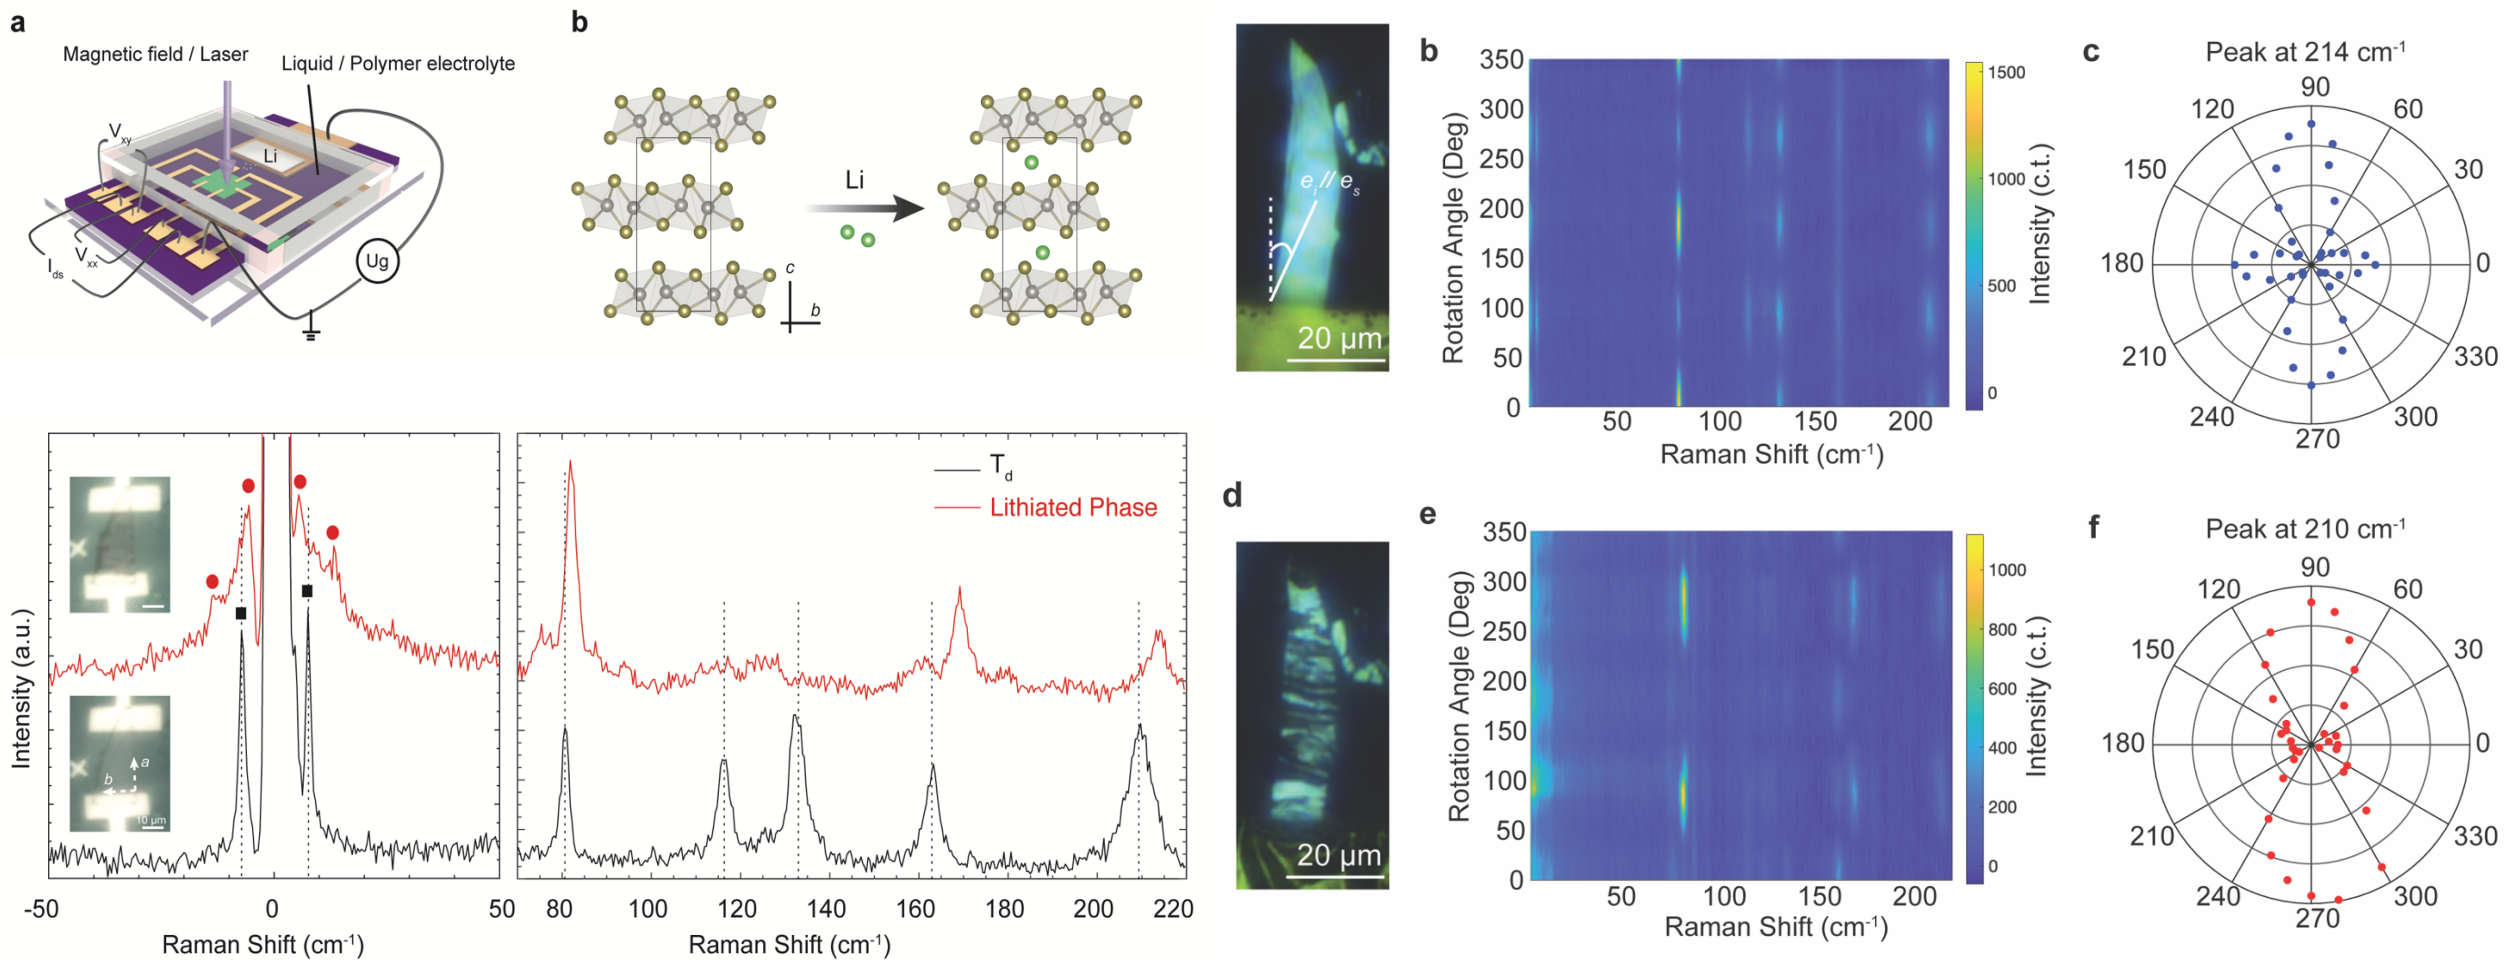 a
Magnetic field / Laser
Liquid / Polymer electrolyte
Vxy
Li
Vxx
Ids
Ug
b
Li
c
b
ei // es
20 µm
b
Rotation Angle (Deg)
350
300
250
200
150
100
50
0
50 100 150 200
Raman Shift (cm-1)
1500
1000
500
0
Intensity (c.t.)
c
Peak at 214 cm-1
90
120 60
150 30
180 0
210 330
240 300
270
Intensity (a.u.)
b
a
10 µm
-50 0 50
Raman Shift (cm-1)
Td
Lithiated Phase
80 100 120 140 160 180 200 220
Raman Shift (cm-1)
d
20 µm
e
Rotation Angle (Deg)
350
300
250
200
150
100
50
0
50 100 150 200
Raman Shift (cm-1)
1000
800
600
400
200
0
Intensity (c.t.)
f
Peak at 210 cm-1
90
120 60
150 30
180 0
210 330
240 300
270